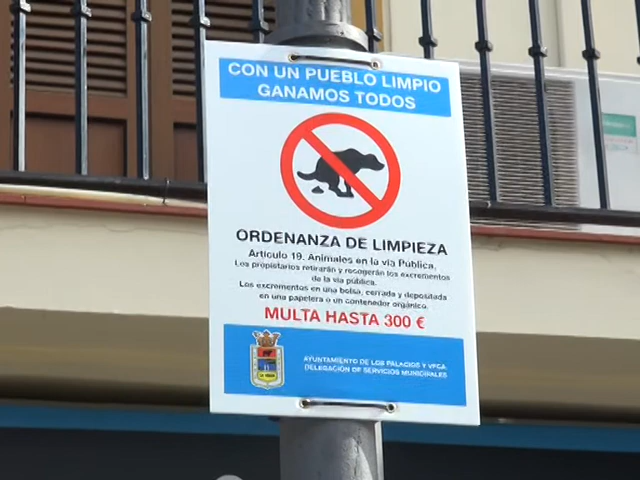 CON UN PUEBLO LIMPIO
GANAMOS TODOS
ORDENANZA DE LIMPIEZA
Artículo 19. Animales en la vía Pública.
Los propietarios retirarán y recogerán los excrementos
de la vía pública.
Los excrementos en una bolsa, cerrada y depositada
en una papelera o un contenedor orgánico.
MULTA HASTA 300 €
AYUNTAMIENTO DE LOS PALACIOS Y VFCA.
DELEGACIÓN DE SERVICIOS MUNICIPALES